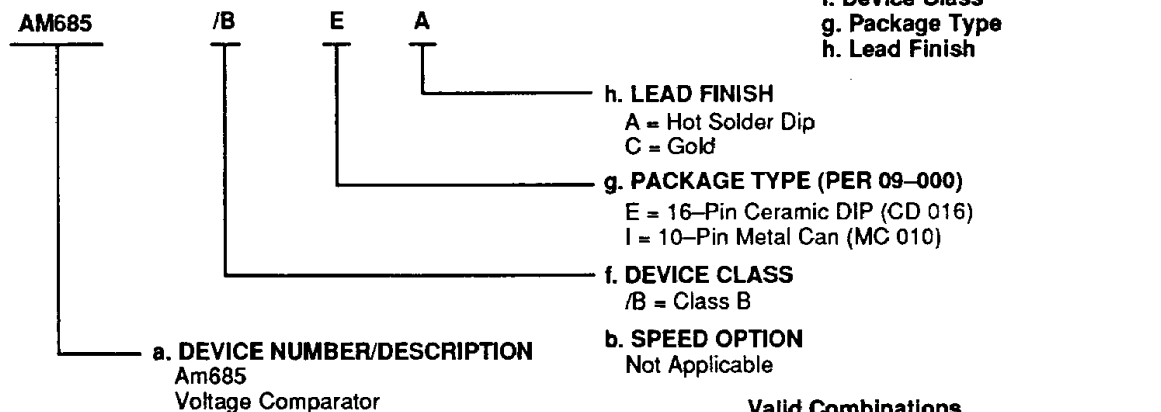 f. Device Class
AM685 /B E A
g. Package Type
h. Lead Finish
h. LEAD FINISH
A = Hot Solder Dip
C = Gold
g. PACKAGE TYPE (PER 09–000)
E = 16–Pin Ceramic DIP (CD 016)
I = 10–Pin Metal Can (MC 010)
f. DEVICE CLASS
/B = Class B
b. SPEED OPTION
Not Applicable
a. DEVICE NUMBER/DESCRIPTION
Am685
Voltage Comparator
Valid Combinations